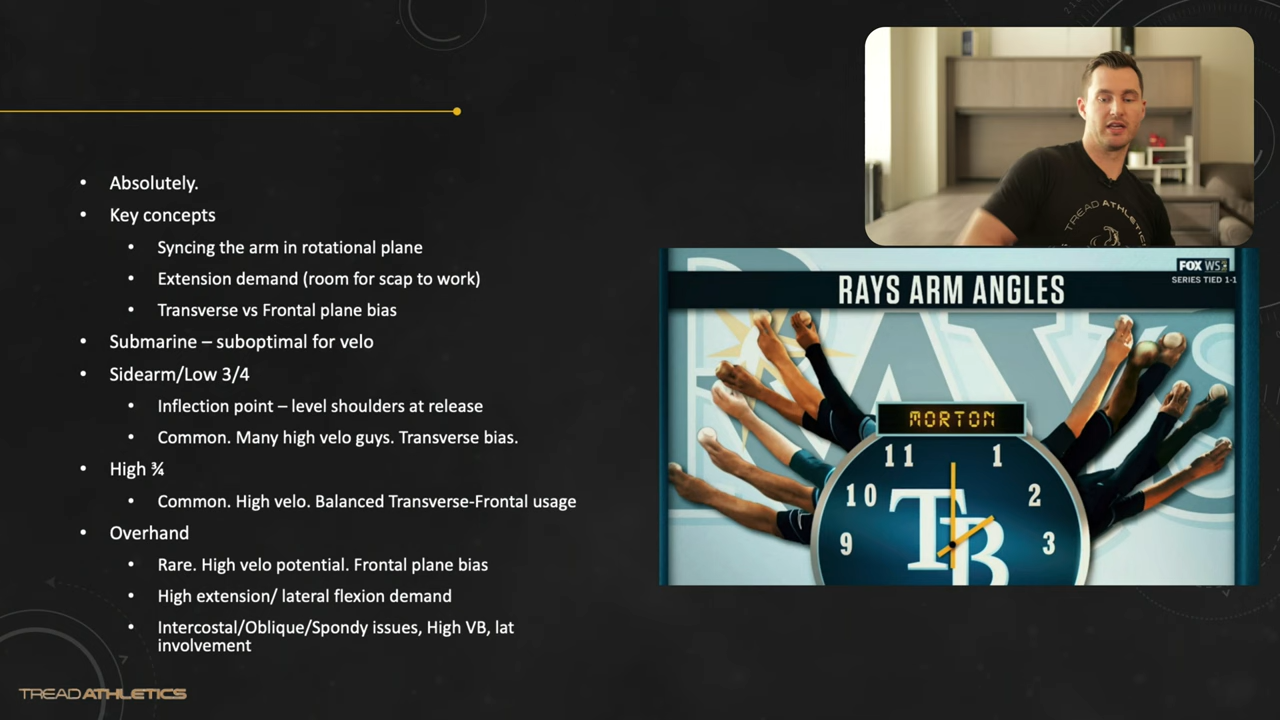 Absolutely.
Key concepts
Syncing the arm in rotational plane
Extension demand (room for scap to work)
Transverse vs Frontal plane bias
Submarine – suboptimal for velo
Sidearm/Low 3/4
Inflection point – level shoulders at release
Common. Many high velo guys. Transverse bias.
High ¾
Common. High velo. Balanced Transverse-Frontal usage
Overhand
Rare. High velo potential. Frontal plane bias
High extension/ lateral flexion demand
Intercostal/Oblique/Spondy issues, High VB, lat
involvement
TREADATHLETICS
TREAD ATHLETICS
FOX WS
SERIES TIED 1-1
RAYS ARM ANGLES
MORTON
11 1
10 2
9 3
TB